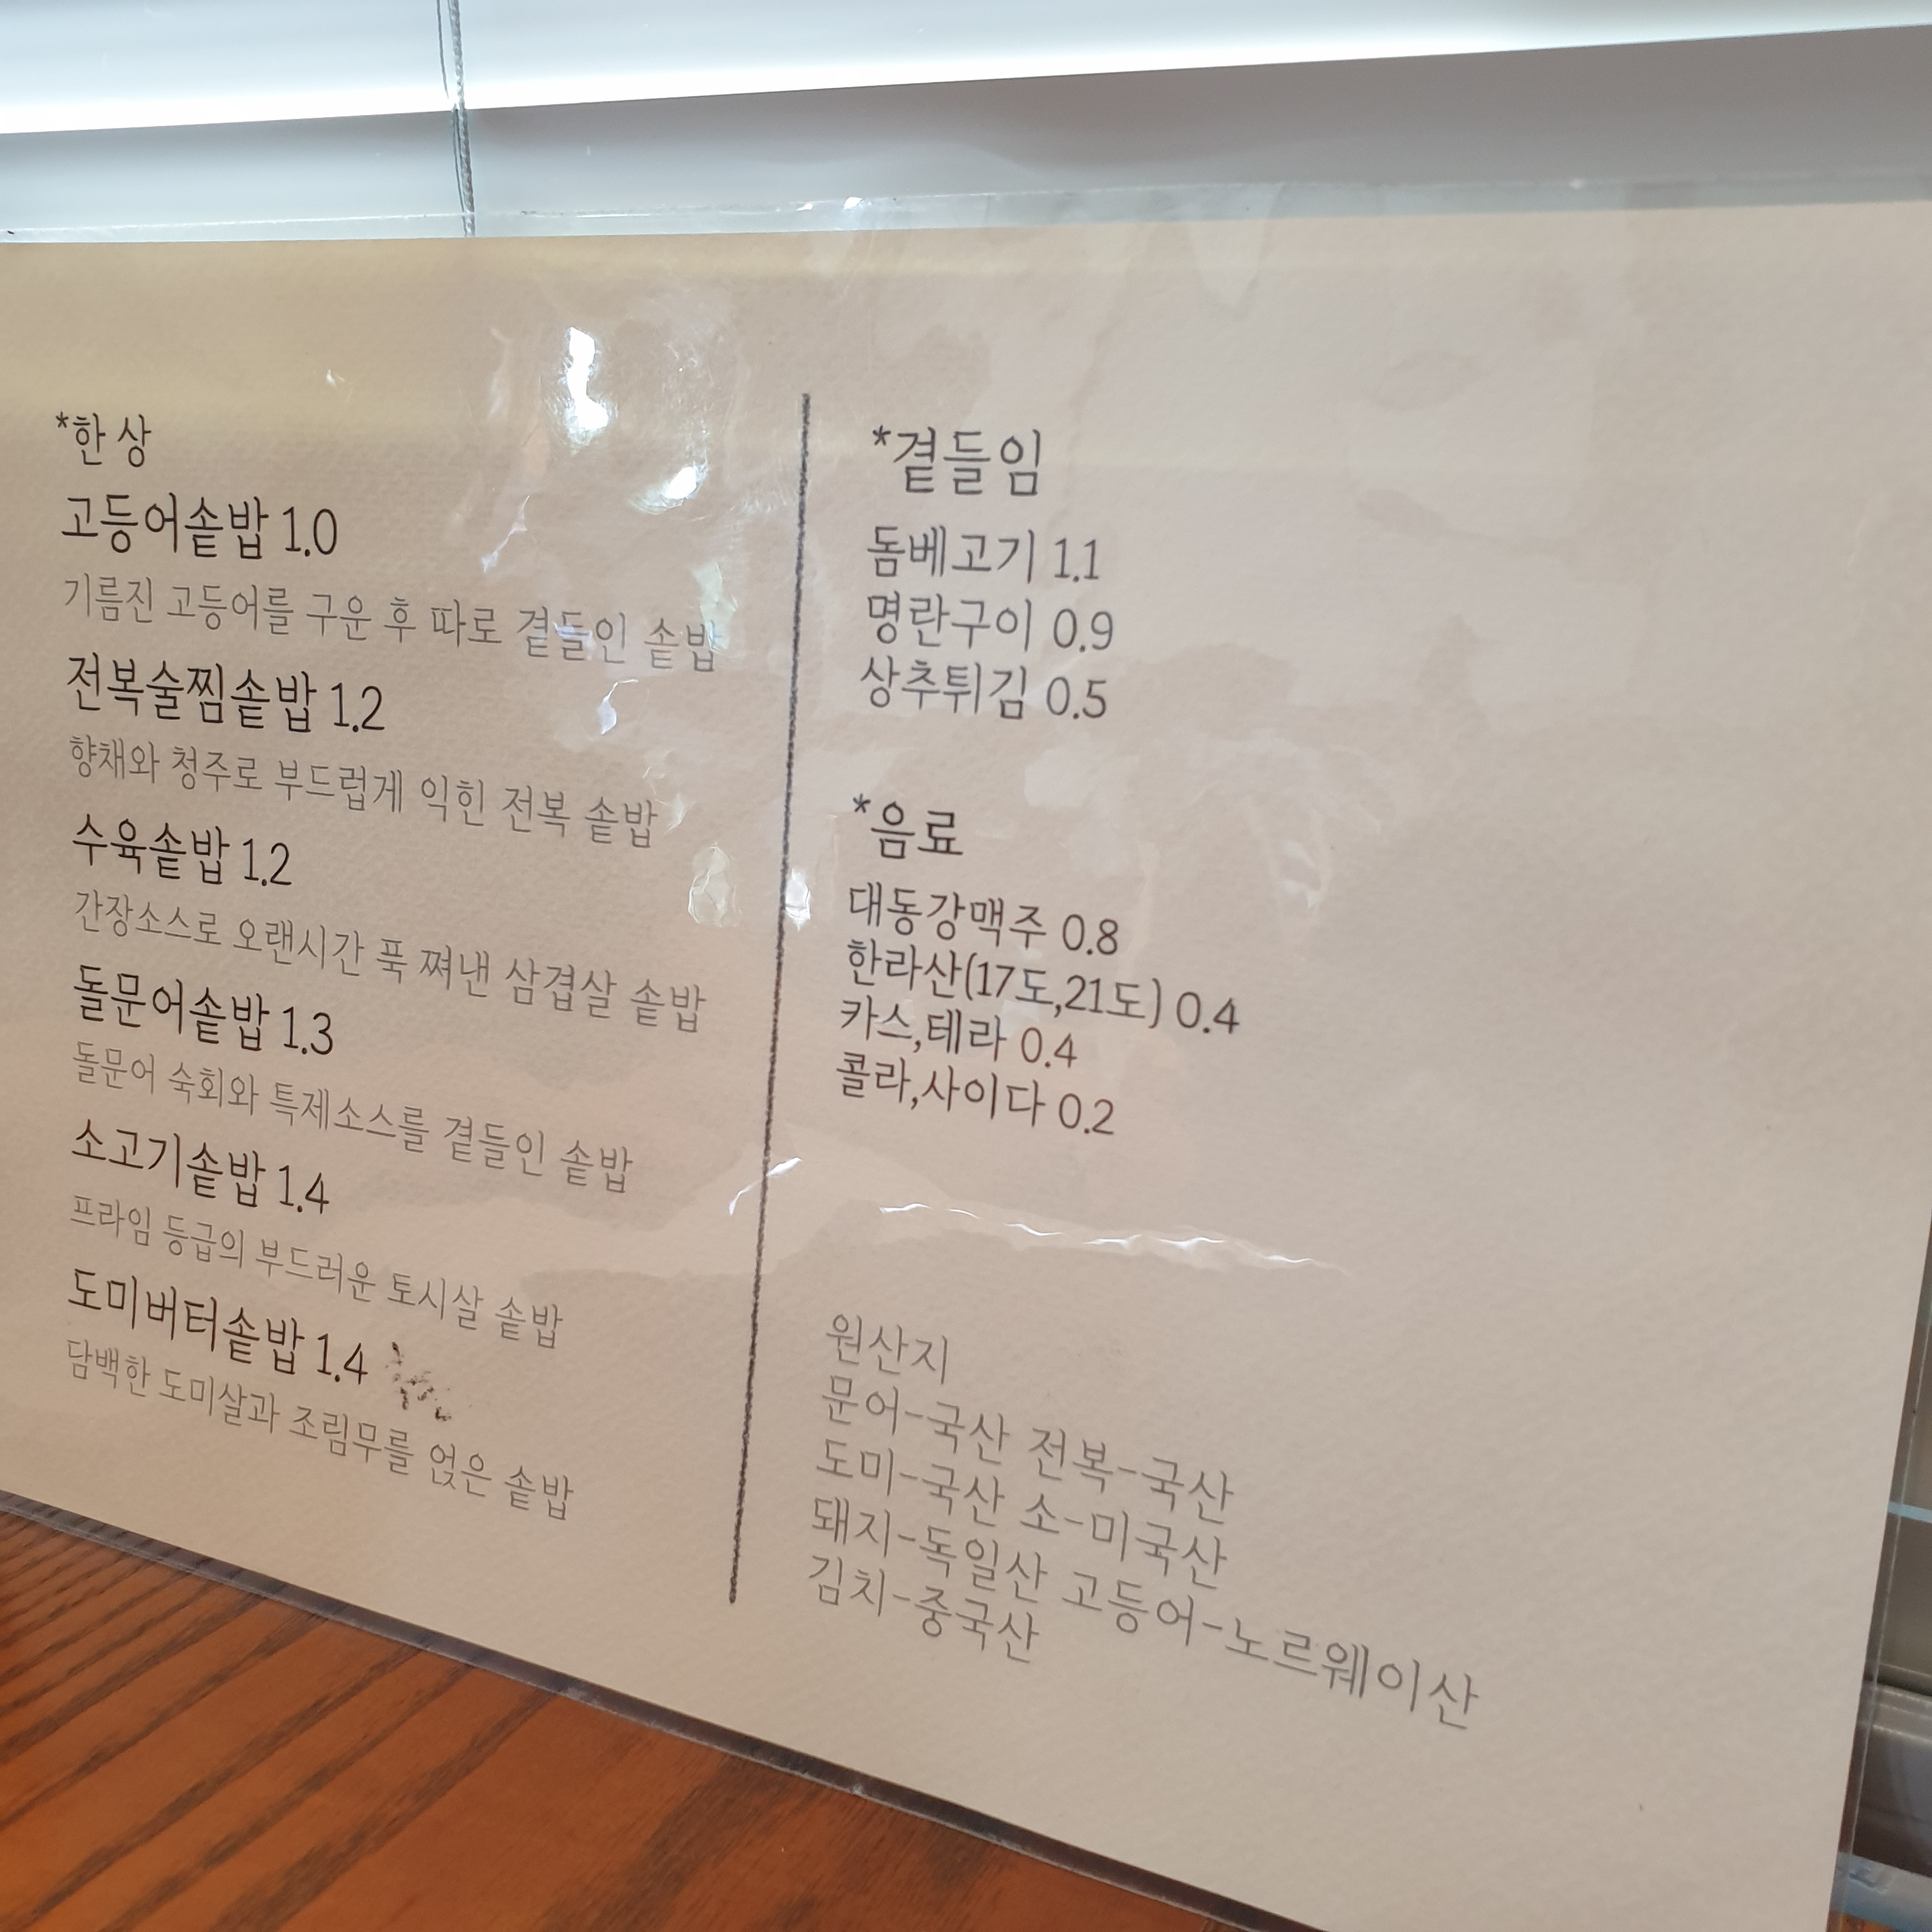 *한 상
고등어솥밥 1.0
기름진 고등어를 구운 후 따로 곁들인 솥밥
전복술찜솥밥 1.2
향채와 청주로 부드럽게 익힌 전복 솥밥
수육솥밥 1.2
간장소스로 오랜시간 푹 쪄낸 삼겹살 솥밥
돌문어솥밥 1.3
돌문어 숙회와 특제소스를 곁들인 솥밥
소고기솥밥 1.4
프라임 등급의 부드러운 토시살 솥밥
도미버터솥밥 1.4
담백한 도미살과 조림무를 얹은 솥밥
*곁들임
돔베고기 1.1
명란구이 0.9
상추튀김 0.5
*음료
대동강맥주 0.8
한라산(17도,21도) 0.4
카스,테라 0.4
콜라,사이다 0.2
원산지
문어-국산 전복-국산
도미-국산 소-미국산
돼지-독일산 고등어-노르웨이산
김치-중국산